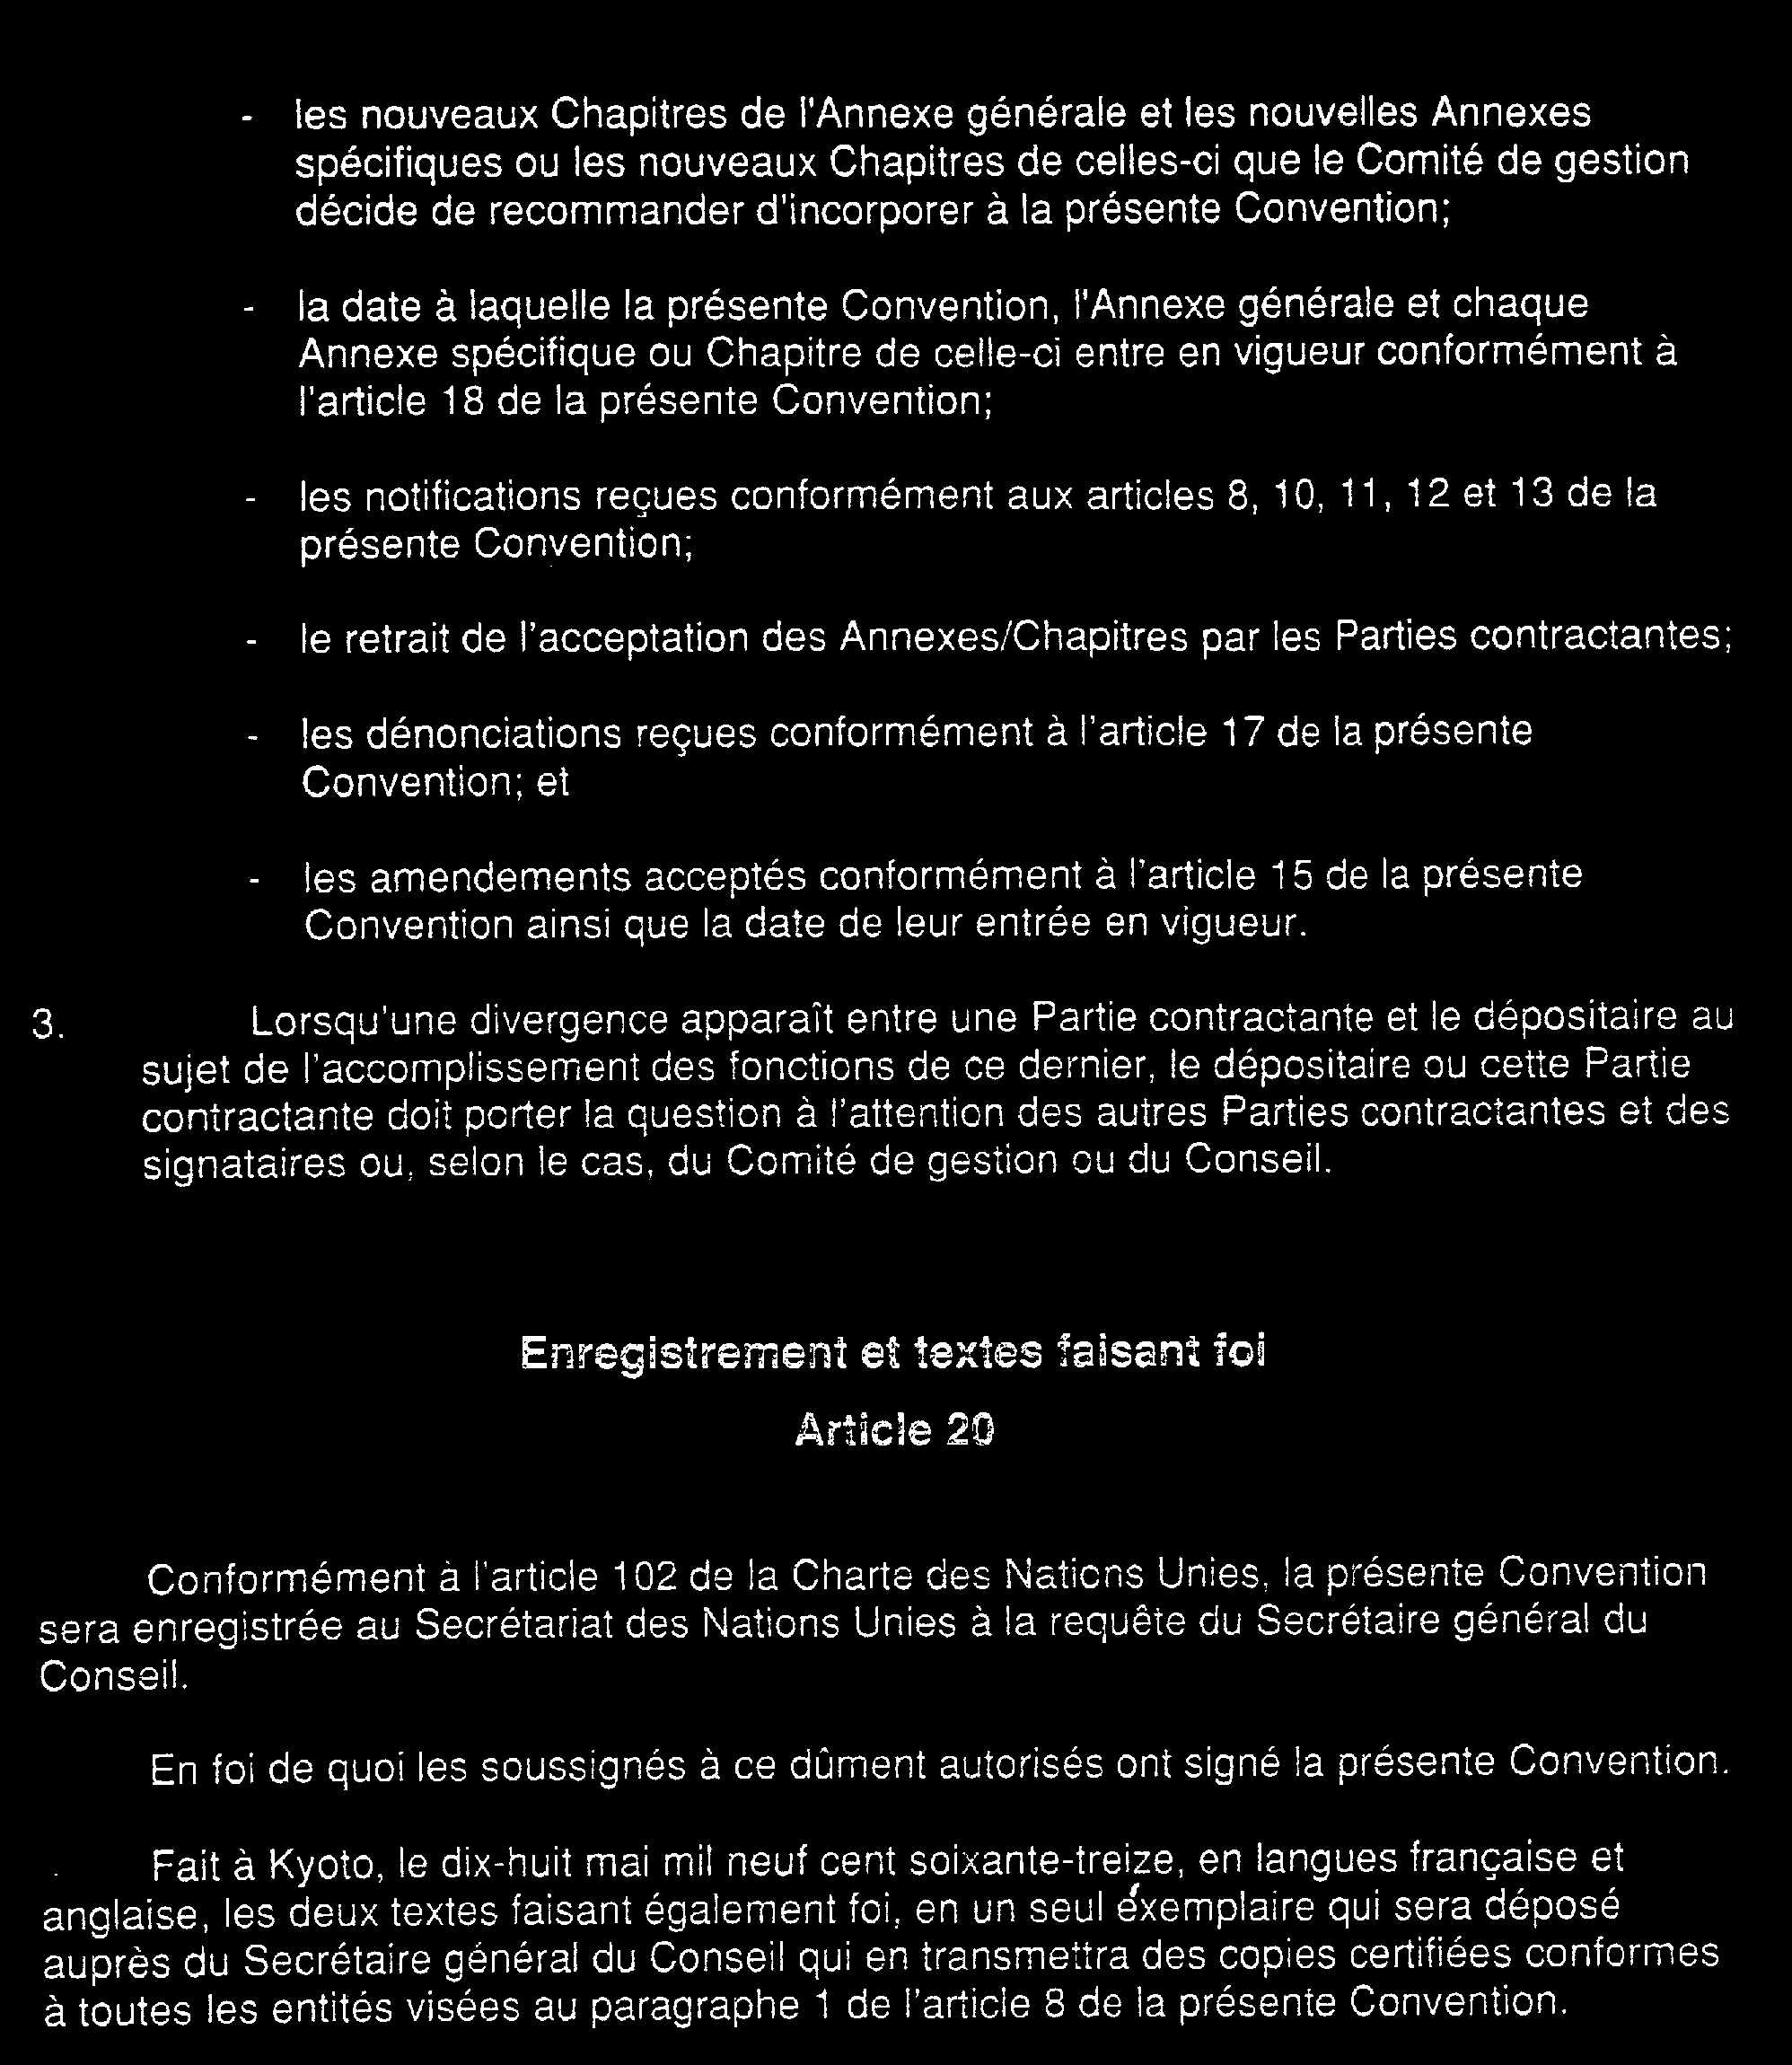 - les nouveaux Chapitres de l'Annexe générale et les nouvelles Annexes
spécifiques ou les nouveaux Chapitres de celles-ci que le Comité de gestion
décide de recommander d'incorporer à la présente Convention;
- la date à laquelle la présente Convention, l'Annexe générale et chaque
Annexe spécifique ou Chapitre de celle-ci entre en vigueur conformément à
l'article 18 de la présente Convention;
- les notifications reçues conformément aux articles 8, 10, 11, 12 et 13 de la
présente Convention;
- le retrait de l'acceptation des Annexes/Chapitres par les Parties contractantes;
- les dénonciations reçues conformément à l'article 17 de la présente
Convention; et
- les amendements acceptés conformément à l'article 15 de la présente
Convention ainsi que la date de leur entrée en vigueur.
3. Lorsqu'une divergence apparaît entre une Partie contractante et le dépositaire au
sujet de l'accomplissement des fonctions de ce dernier, le dépositaire ou cette Partie
contractante doit porter la question à l'attention des autres Parties contractantes et des
signataires ou, selon le cas, du Comité de gestion ou du Conseil.
Enregistrement et textes faisant foi
Article 20
Conformément à l'article 102 de la Charte des Nations Unies, la présente Convention
sera enregistrée au Secrétariat des Nations Unies à la requête du Secrétaire général du
Conseil.
En foi de quoi les soussignés à ce dûment autorisés ont signé la présente Convention.
Fait à Kyoto, le dix-huit mai mil neuf cent soixante-treize, en langues française et
anglaise, les deux textes faisant également foi, en un seul exemplaire qui sera déposé
auprès du Secrétaire général du Conseil qui en transmettra des copies certifiées conformes
à toutes les entités visées au paragraphe 1 de l'article 8 de la présente Convention.